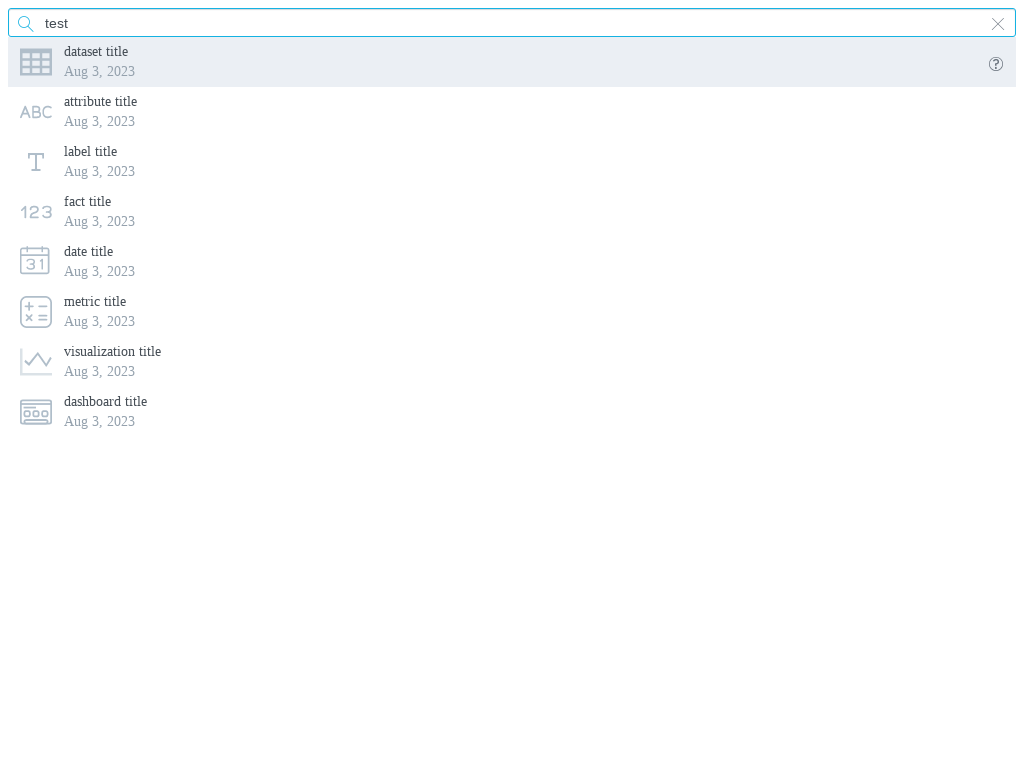 test
dataset title
Aug 3, 2023
?
ABC
attribute title
Aug 3, 2023
T
label title
Aug 3, 2023
123
fact title
Aug 3, 2023
31
date title
Aug 3, 2023
metric title
Aug 3, 2023
visualization title
Aug 3, 2023
dashboard title
Aug 3, 2023